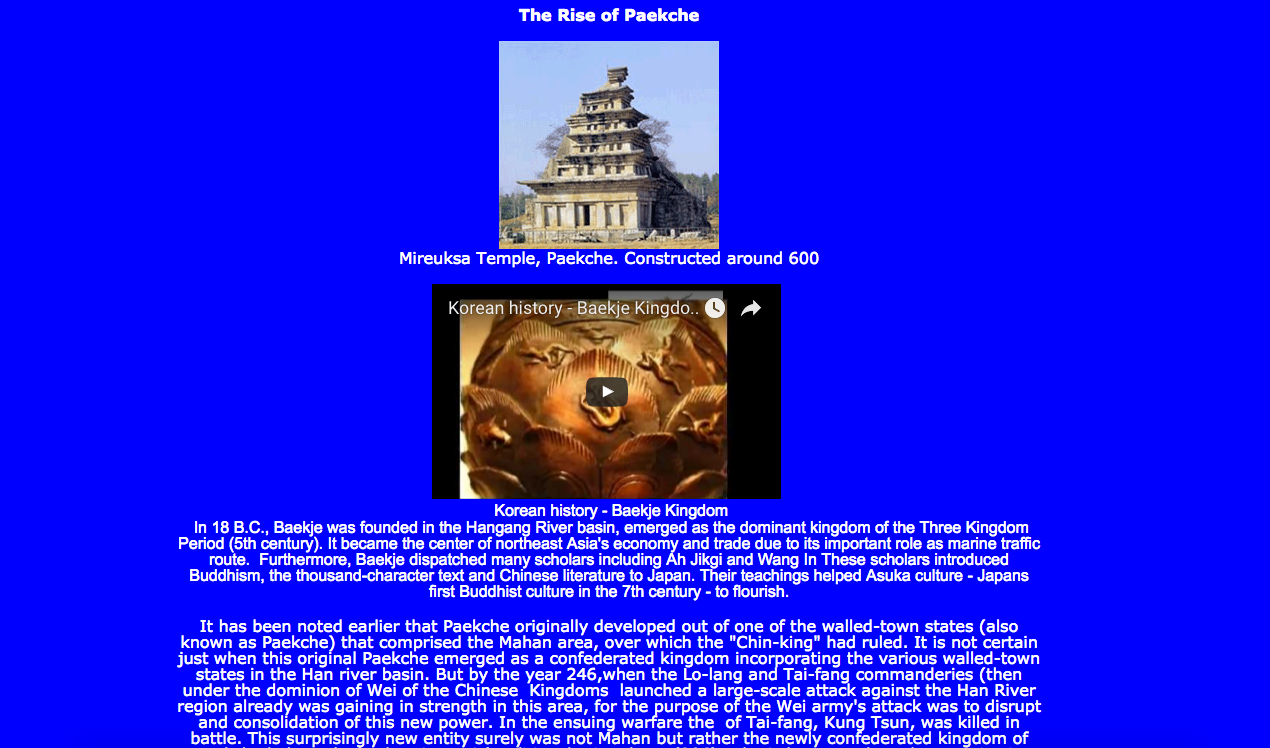 The Rise of Paekche
Mireuksa Temple, Paekche. Constructed around 600
Korean history - Baekje Kingdo..
Korean history - Baekje Kingdom
In 18 B.C., Baekje was founded in the Hangang River basin, emerged as the dominant kingdom of the Three Kingdom
Period (5th century). It became the center of northeast Asia's economy and trade due to its important role as marine traffic
route.  Furthermore, Baekje dispatched many scholars including Ah Jikgi and Wang In These scholars introduced
Buddhism, the thousand-character text and Chinese literature to Japan. Their teachings helped Asuka culture - Japans
first Buddhist culture in the 7th century - to flourish.
It has been noted earlier that Paekche originally developed out of one of the walled-town states (also
known as Paekche) that comprised the Mahan area, over which the "Chin-king" had ruled. It is not certain
just when this original Paekche emerged as a confederated kingdom incorporating the various walled-town
states in the Han river basin. But by the year 246,when the Lo-lang and Tai-fang commanderies (then
under the dominion of Wei of the Chinese  Kingdoms  launched a large-scale attack against the Han River
region already was gaining in strength in this area, for the purpose of the Wei army's attack was to disrupt
and consolidation of this new power. In the ensuing warfare the  of Tai-fang, Kung Tsun, was killed in
battle. This surprisingly new entity surely was not Mahan but rather the newly confederated kingdom of